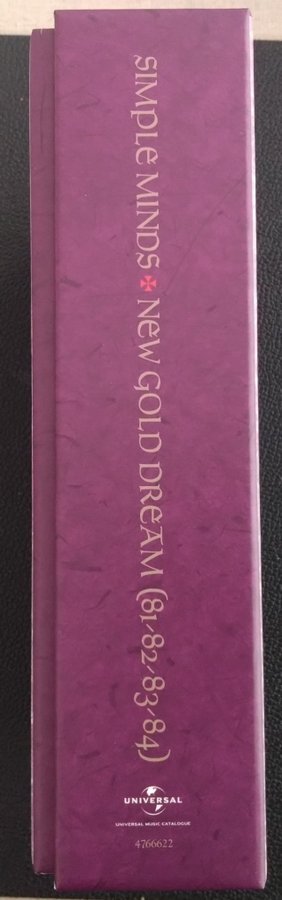 SIMPLE MINDS ✠ NEW GOLD DREAM (81-82-83-84)
UNIVERSAL
UNIVERSAL MUSIC CATALOGUE
4766622